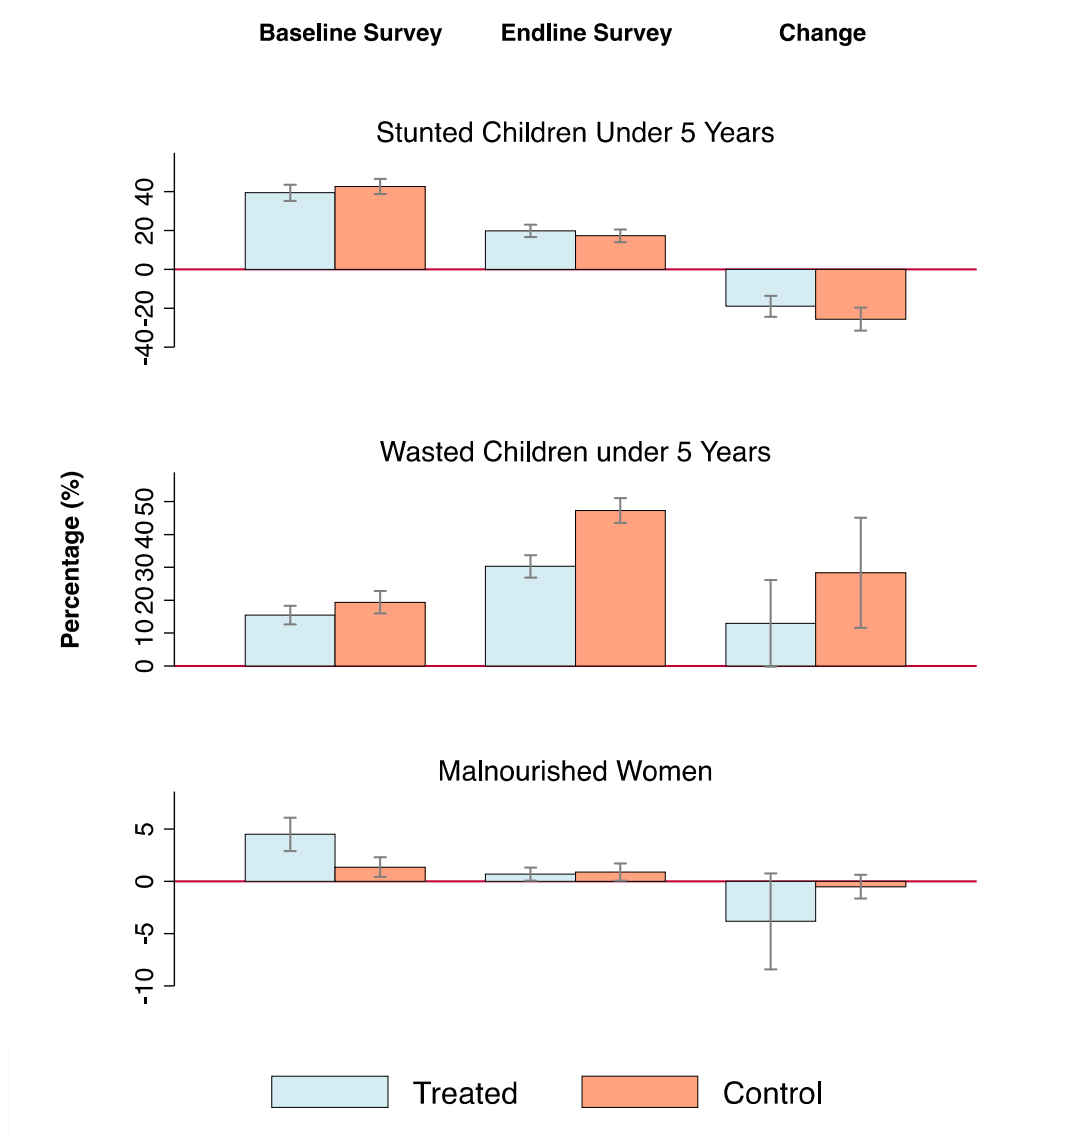 Baseline Survey Endline Survey Change
Stunted Children Under 5 Years
40
20
0
-20
-40
Wasted Children under 5 Years
50
40
30
20
10
0
Percentage (%)
Malnourished Women
5
0
-5
-10
Treated Control